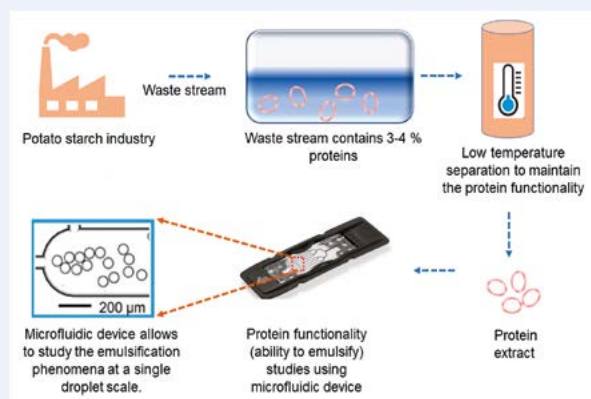 Potato starch industry
Waste stream
Waste stream contains 3-4 %
proteins
Low temperature
separation to maintain
the protein functionality
200 µm
Microfluidic device allows
to study the emulsification
phenomena at a single
droplet scale.
Protein functionality
(ability to emulsify)
studies using
microfluidic device
Protein
extract